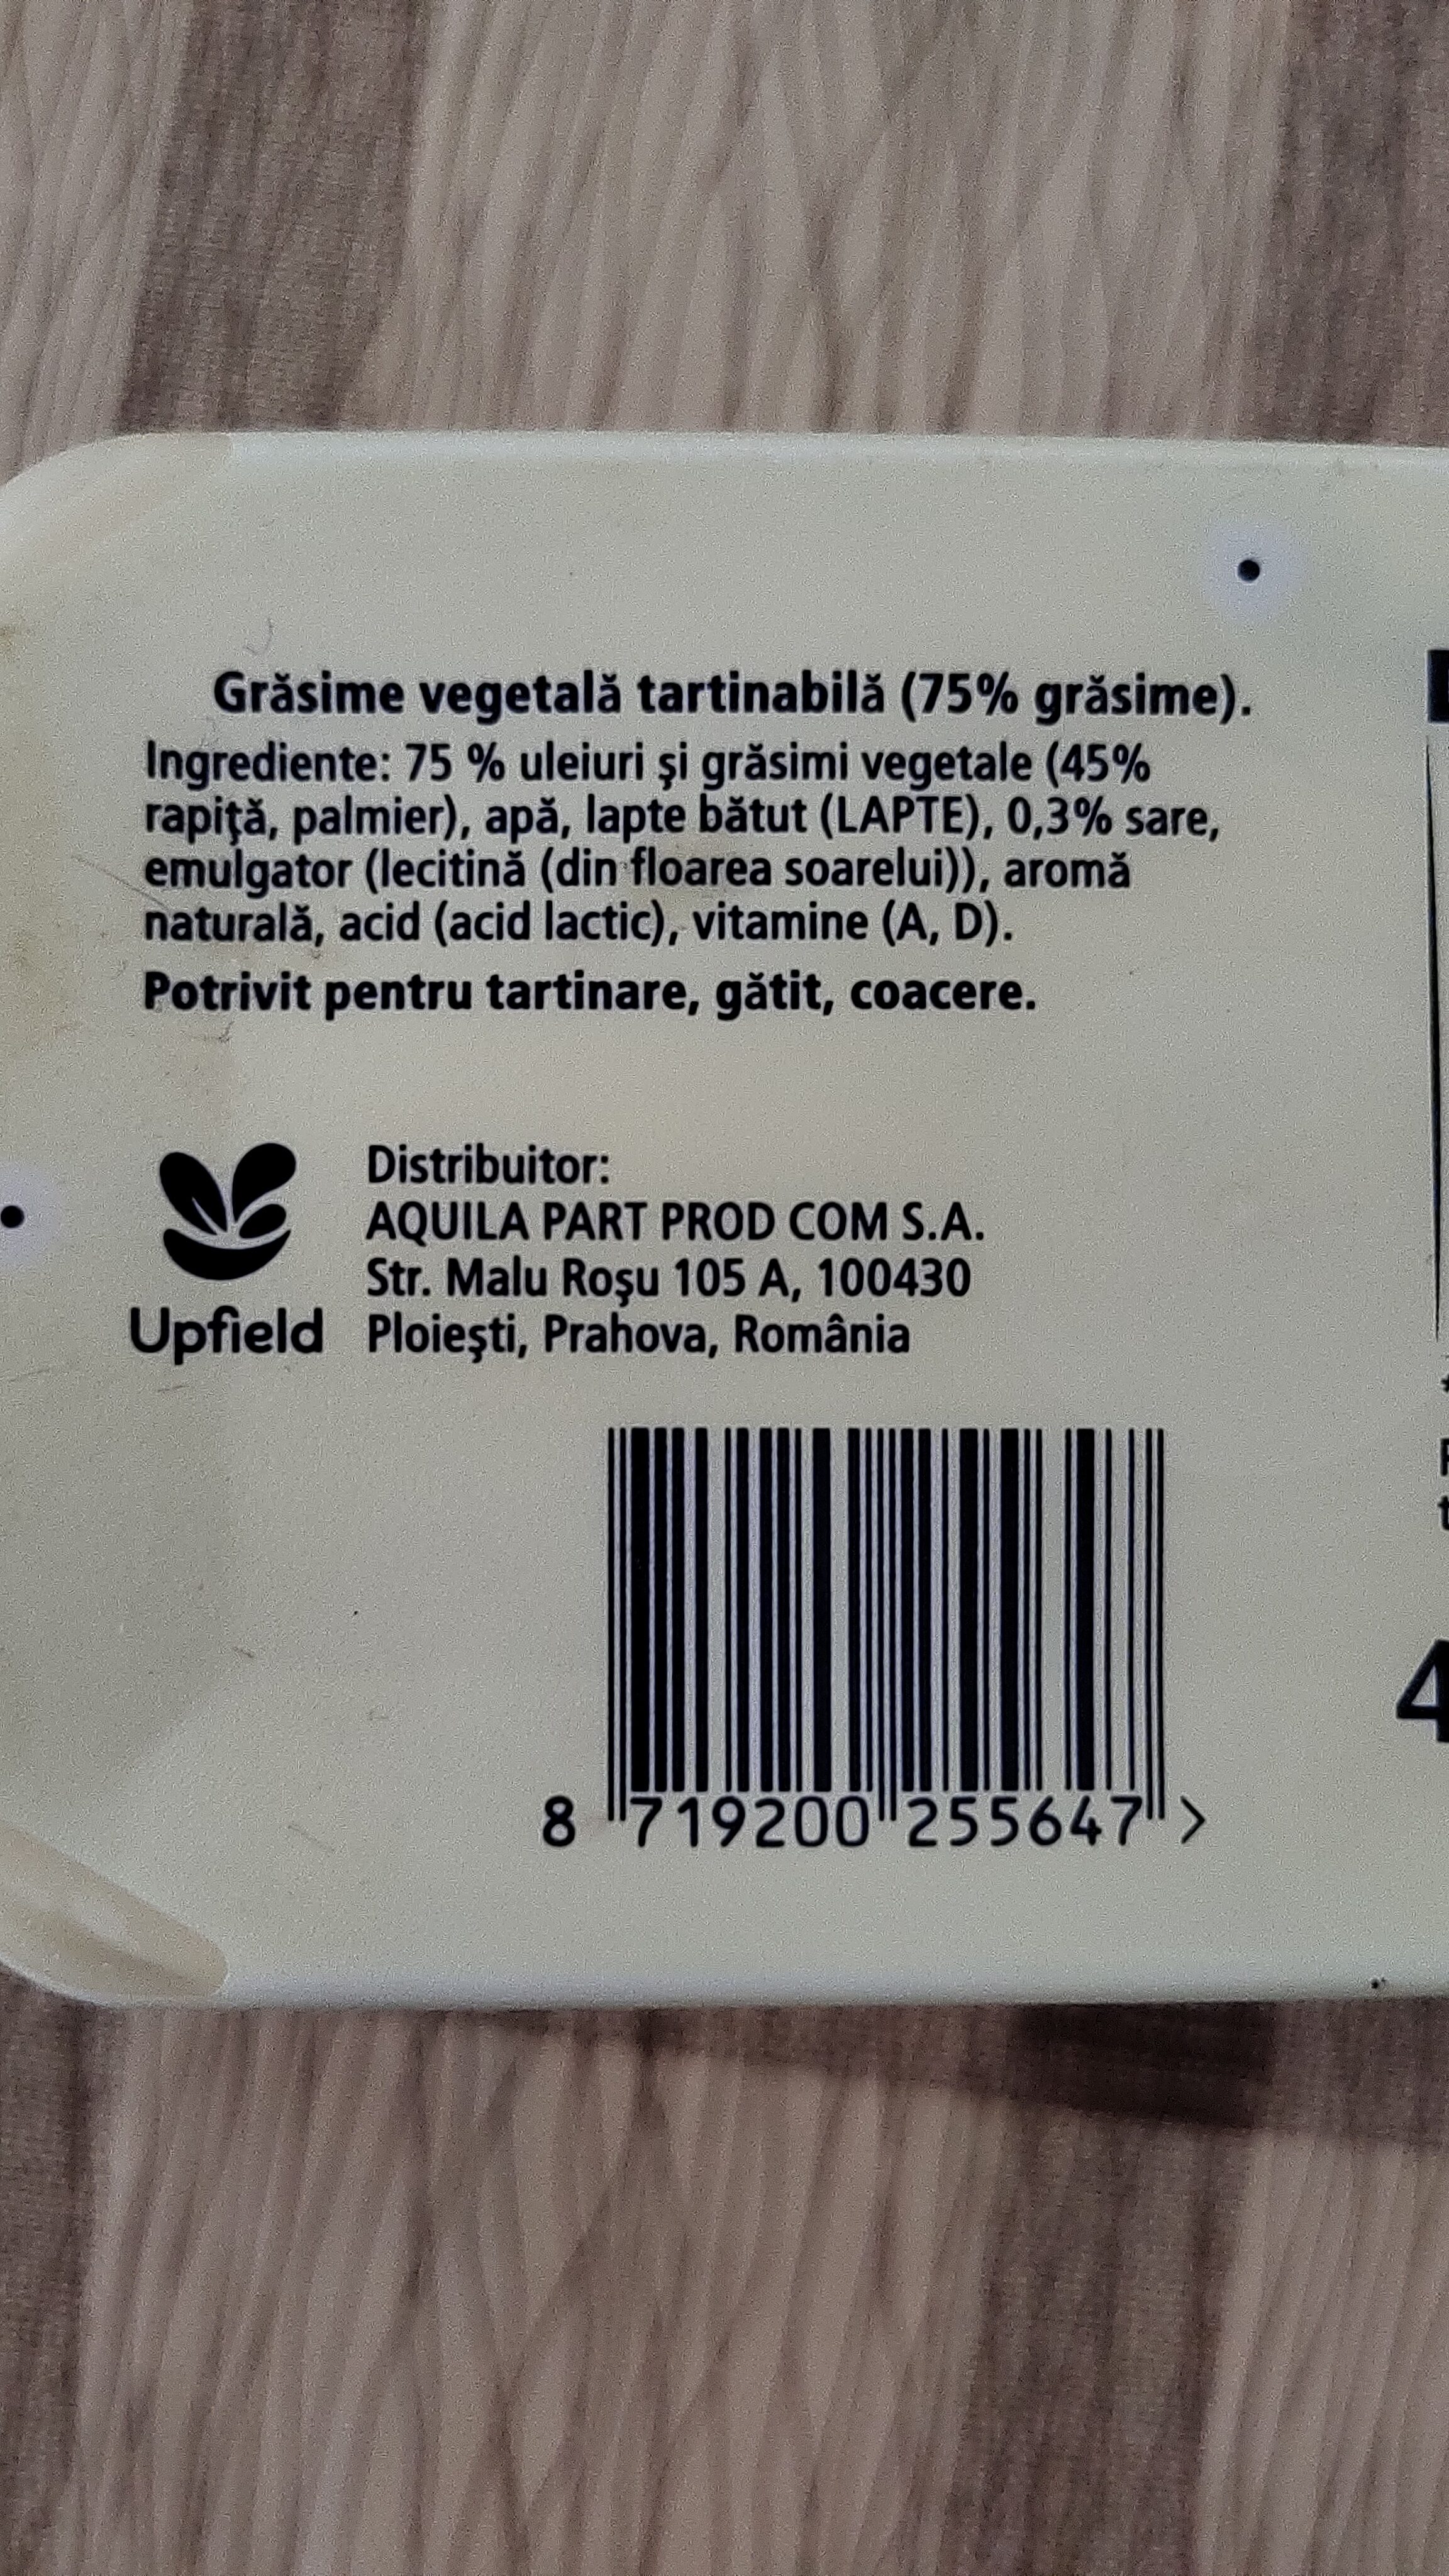 Grăsime vegetală tartinabilă (75% grăsime).
Ingrediente: 75 % uleiuri şi grăsimi vegetale (45%
rapiţă, palmier), apă, lapte bătut (LAPTE), 0,3% sare,
emulgator (lecitină (din floarea soarelui)), aromă
naturală, acid (acid lactic), vitamine (A, D).
Potrivit pentru tartinare, gătit, coacere.
Distribuitor:
AQUILA PART PROD COM S.A.
Str. Malu Roşu 105 A, 100430
Ploieşti, Prahova, România
Upfield
8 719200 255647 >
4